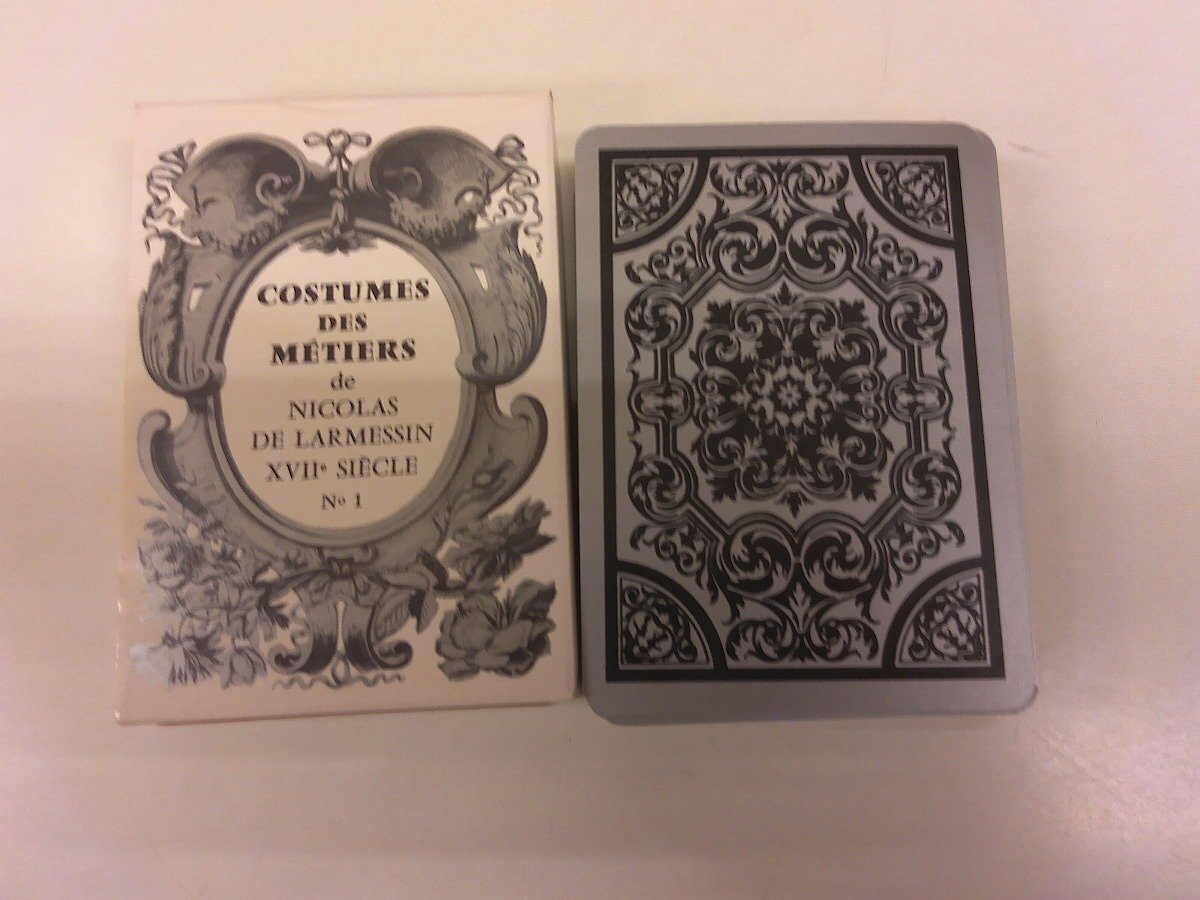 COSTUMES
DES
MÉTIERS
de
NICOLAS
DE LARMESSIN
XVIIᵉ SIÈCLE
Nº 1